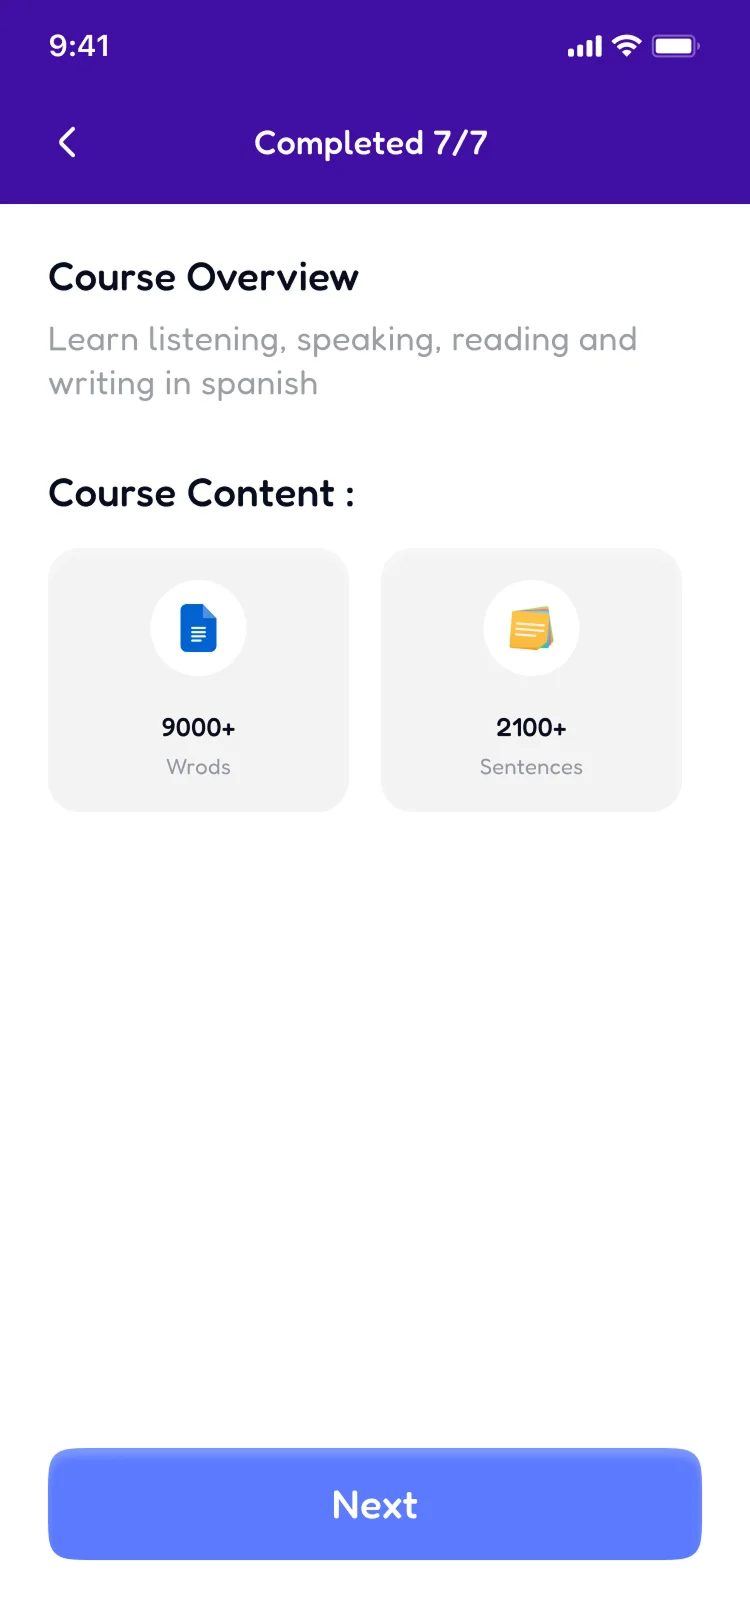 9:41
Completed 7/7
Course Overview
Learn listening, speaking, reading and
writing in spanish
Course Content :
9000+
Wrods
2100+
Sentences
Next